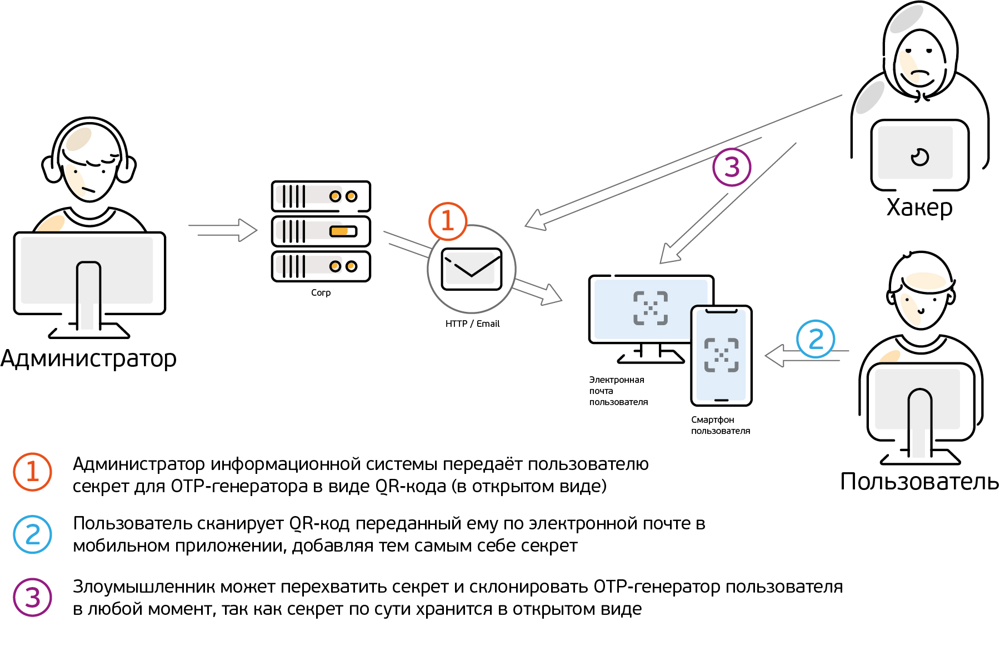 Хакер
3
1
Corp
HTTP / Email
Администратор
2
Электронная
почта
пользователя
Смартфон
пользователя
Пользователь
1
Администратор информационной системы передаёт пользователю
секрет для OTP-генератора в виде QR-кода (в открытом виде)
2
Пользователь сканирует QR-код переданный ему по электронной почте в
мобильном приложении, добавляя тем самым себе секрет
3
Злоумышленник может перехватить секрет и склонировать OTP-генератор пользователя
в любой момент, так как секрет по сути хранится в открытом виде